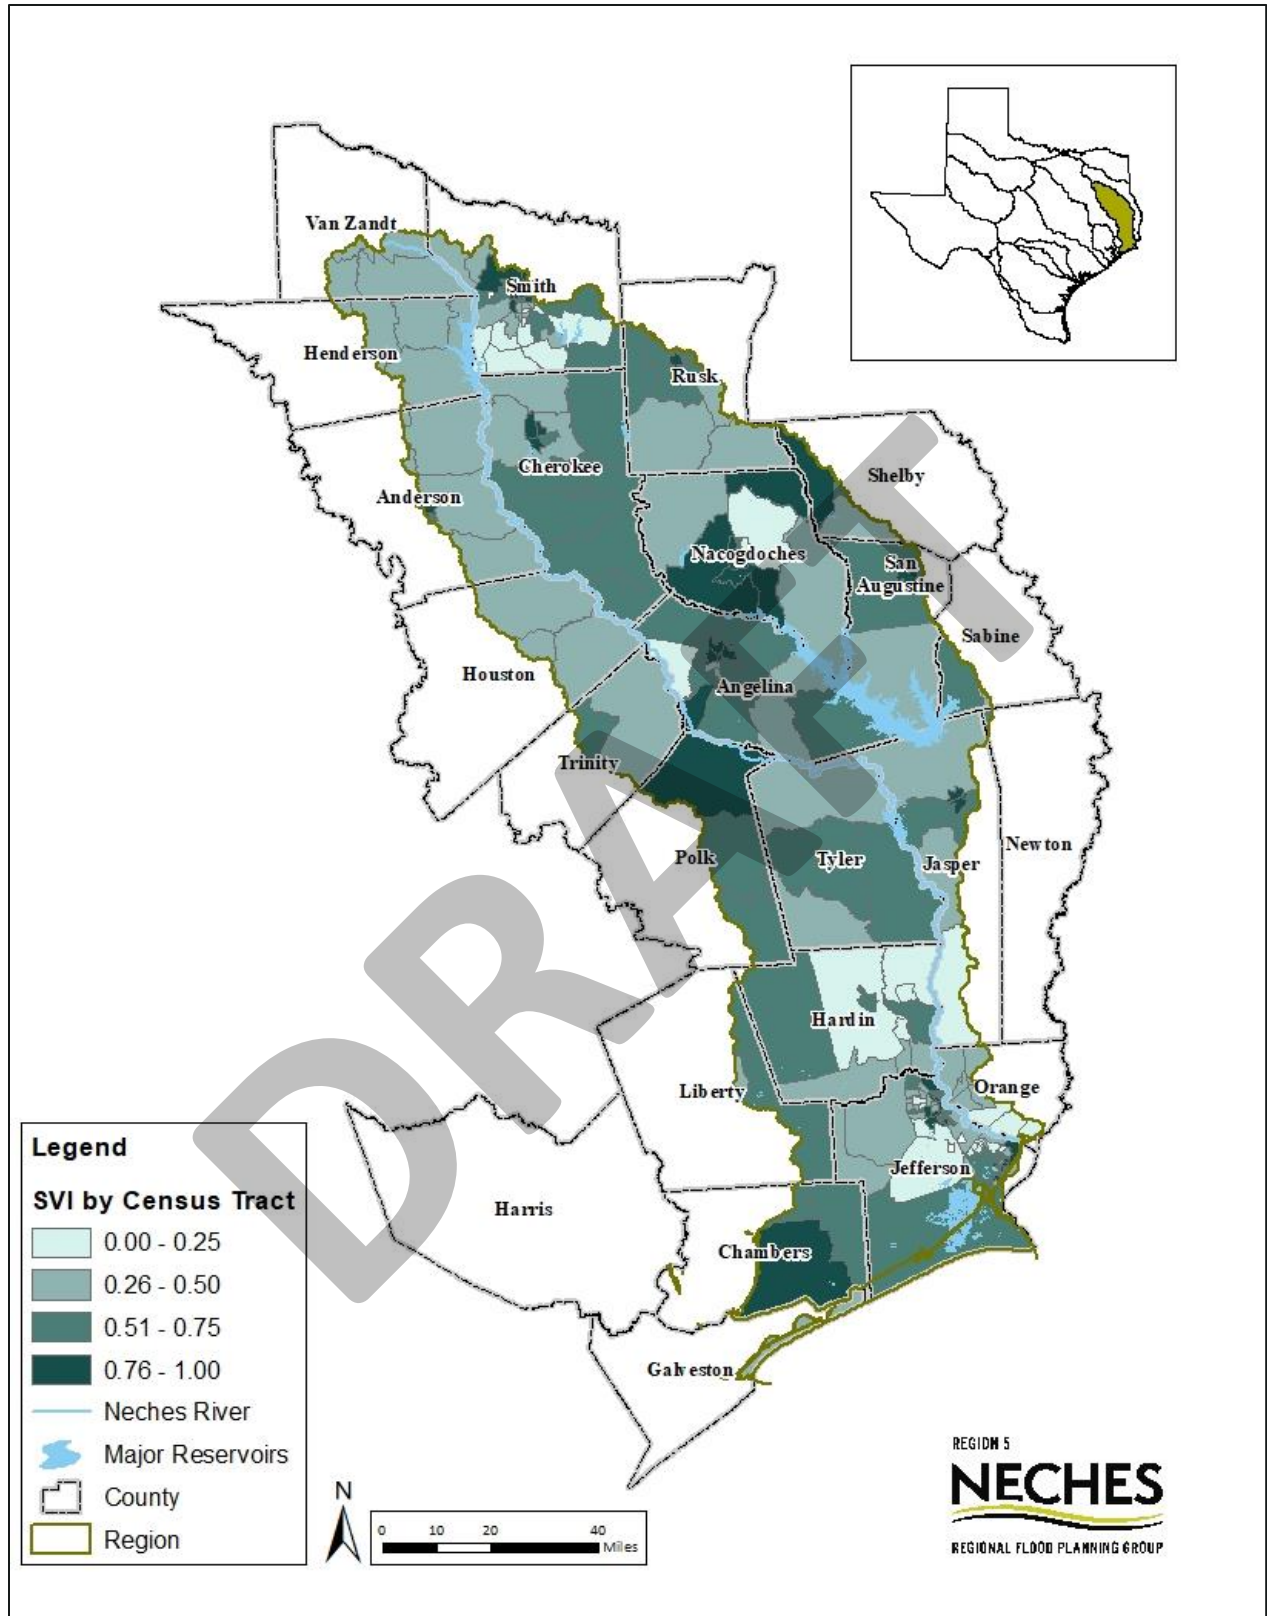 Van Zandt
Smith
Henderson
Rusk
Cherokee
Shelby
Anderson
Nacogdoches
San
Augustine
Sabine
Houston
Angelina
Trinity
Polk
Tyler
Jasper
Newton
Hardin
Liberty
Orange
Jefferson
Harris
Chambers
Galveston
DRAFT
Legend
SVI by Census Tract
0.00 - 0.25
0.26 - 0.50
0.51 - 0.75
0.76 - 1.00
Neches River
Major Reservoirs
County
Region
N
0 10 20 40
Miles
REGION 5
NECHES
REGIONAL FLOOD PLANNING GROUP